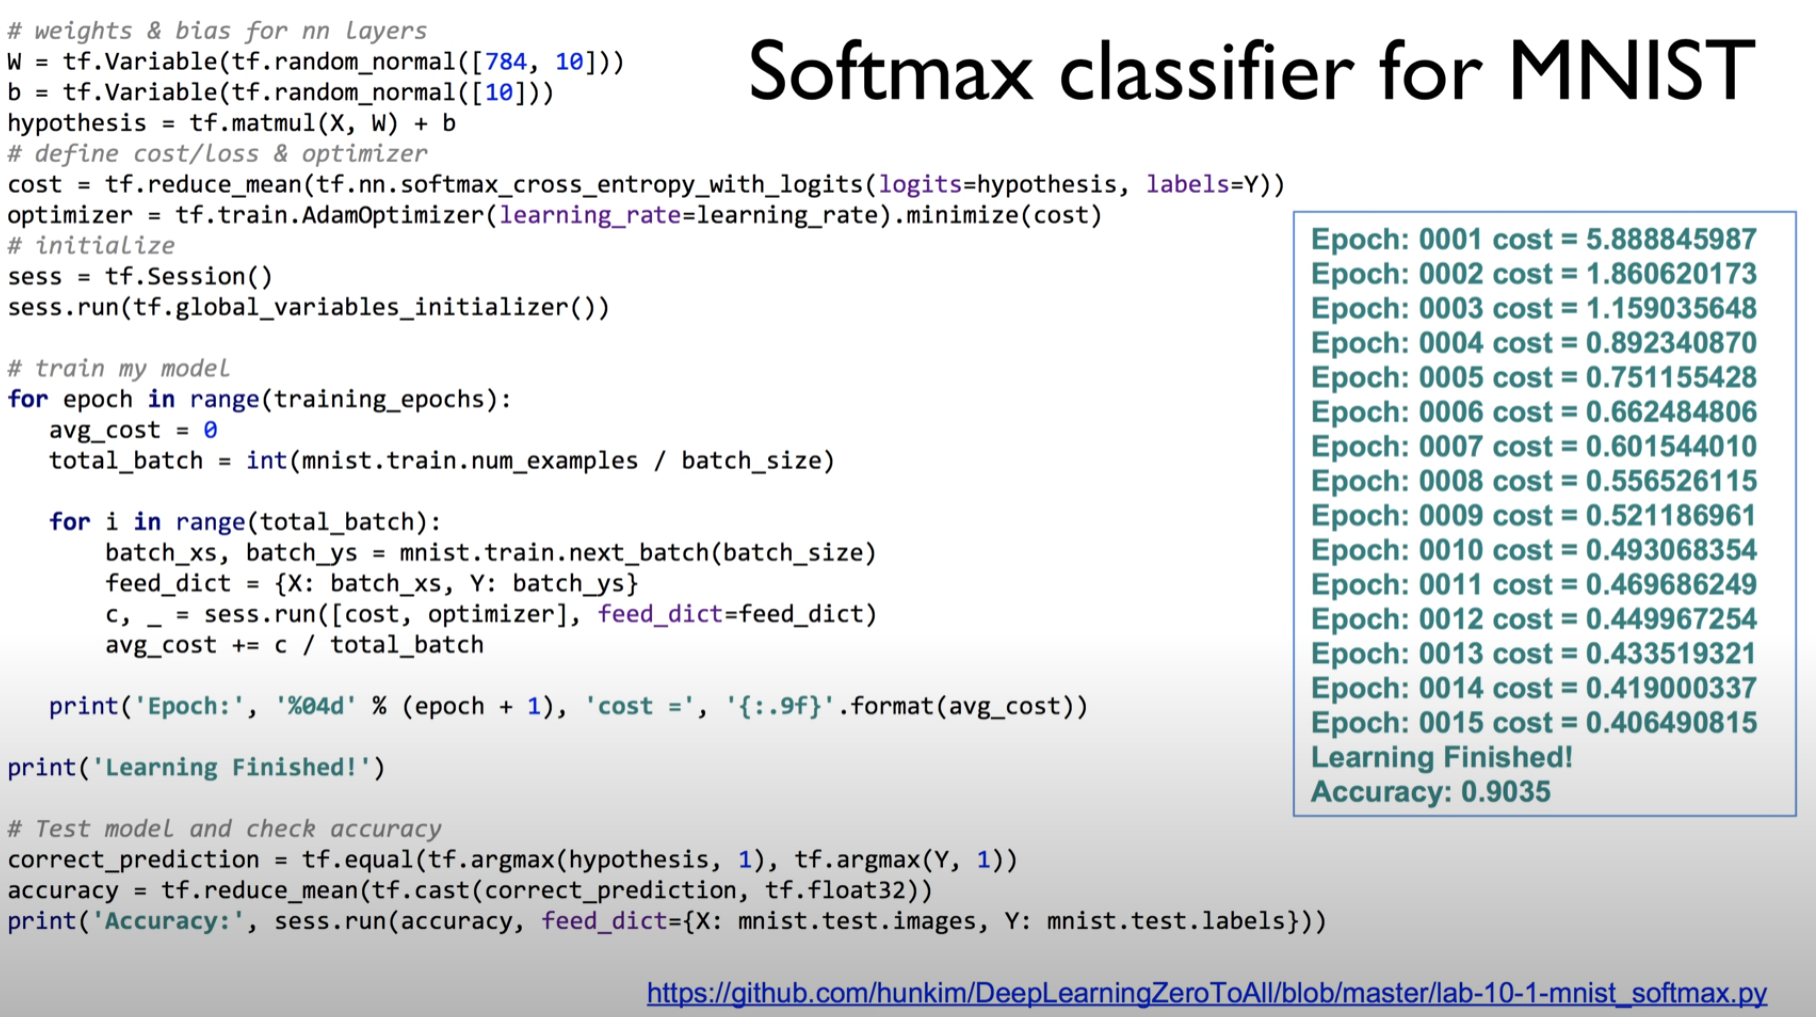 Softmax classifier for MNIST
# weights & bias for nn layers
W = tf.Variable(tf.random_normal([784, 10]))
b = tf.Variable(tf.random_normal([10]))
hypothesis = tf.matmul(X, W) + b
# define cost/loss & optimizer
cost = tf.reduce_mean(tf.nn.softmax_cross_entropy_with_logits(logits=hypothesis, labels=Y))
optimizer = tf.train.AdamOptimizer(learning_rate=learning_rate).minimize(cost)
# initialize
sess = tf.Session()
sess.run(tf.global_variables_initializer())
# train my model
for epoch in range(training_epochs):
    avg_cost = 0
    total_batch = int(mnist.train.num_examples / batch_size)
    for i in range(total_batch):
        batch_xs, batch_ys = mnist.train.next_batch(batch_size)
        feed_dict = {X: batch_xs, Y: batch_ys}
        c, _ = sess.run([cost, optimizer], feed_dict=feed_dict)
        avg_cost += c / total_batch
    print('Epoch:', '%04d' % (epoch + 1), 'cost =', '{:.9f}'.format(avg_cost))
print('Learning Finished!')
# Test model and check accuracy
correct_prediction = tf.equal(tf.argmax(hypothesis, 1), tf.argmax(Y, 1))
accuracy = tf.reduce_mean(tf.cast(correct_prediction, tf.float32))
print('Accuracy:', sess.run(accuracy, feed_dict={X: mnist.test.images, Y: mnist.test.labels}))
Epoch: 0001 cost = 5.888845987
Epoch: 0002 cost = 1.860620173
Epoch: 0003 cost = 1.159035648
Epoch: 0004 cost = 0.892340870
Epoch: 0005 cost = 0.751155428
Epoch: 0006 cost = 0.662484806
Epoch: 0007 cost = 0.601544010
Epoch: 0008 cost = 0.556526115
Epoch: 0009 cost = 0.521186961
Epoch: 0010 cost = 0.493068354
Epoch: 0011 cost = 0.469686249
Epoch: 0012 cost = 0.449967254
Epoch: 0013 cost = 0.433519321
Epoch: 0014 cost = 0.419000337
Epoch: 0015 cost = 0.406490815
Learning Finished!
Accuracy: 0.9035
https://github.com/hunkim/DeepLearningZeroToAll/blob/master/lab-10-1-mnist_softmax.py